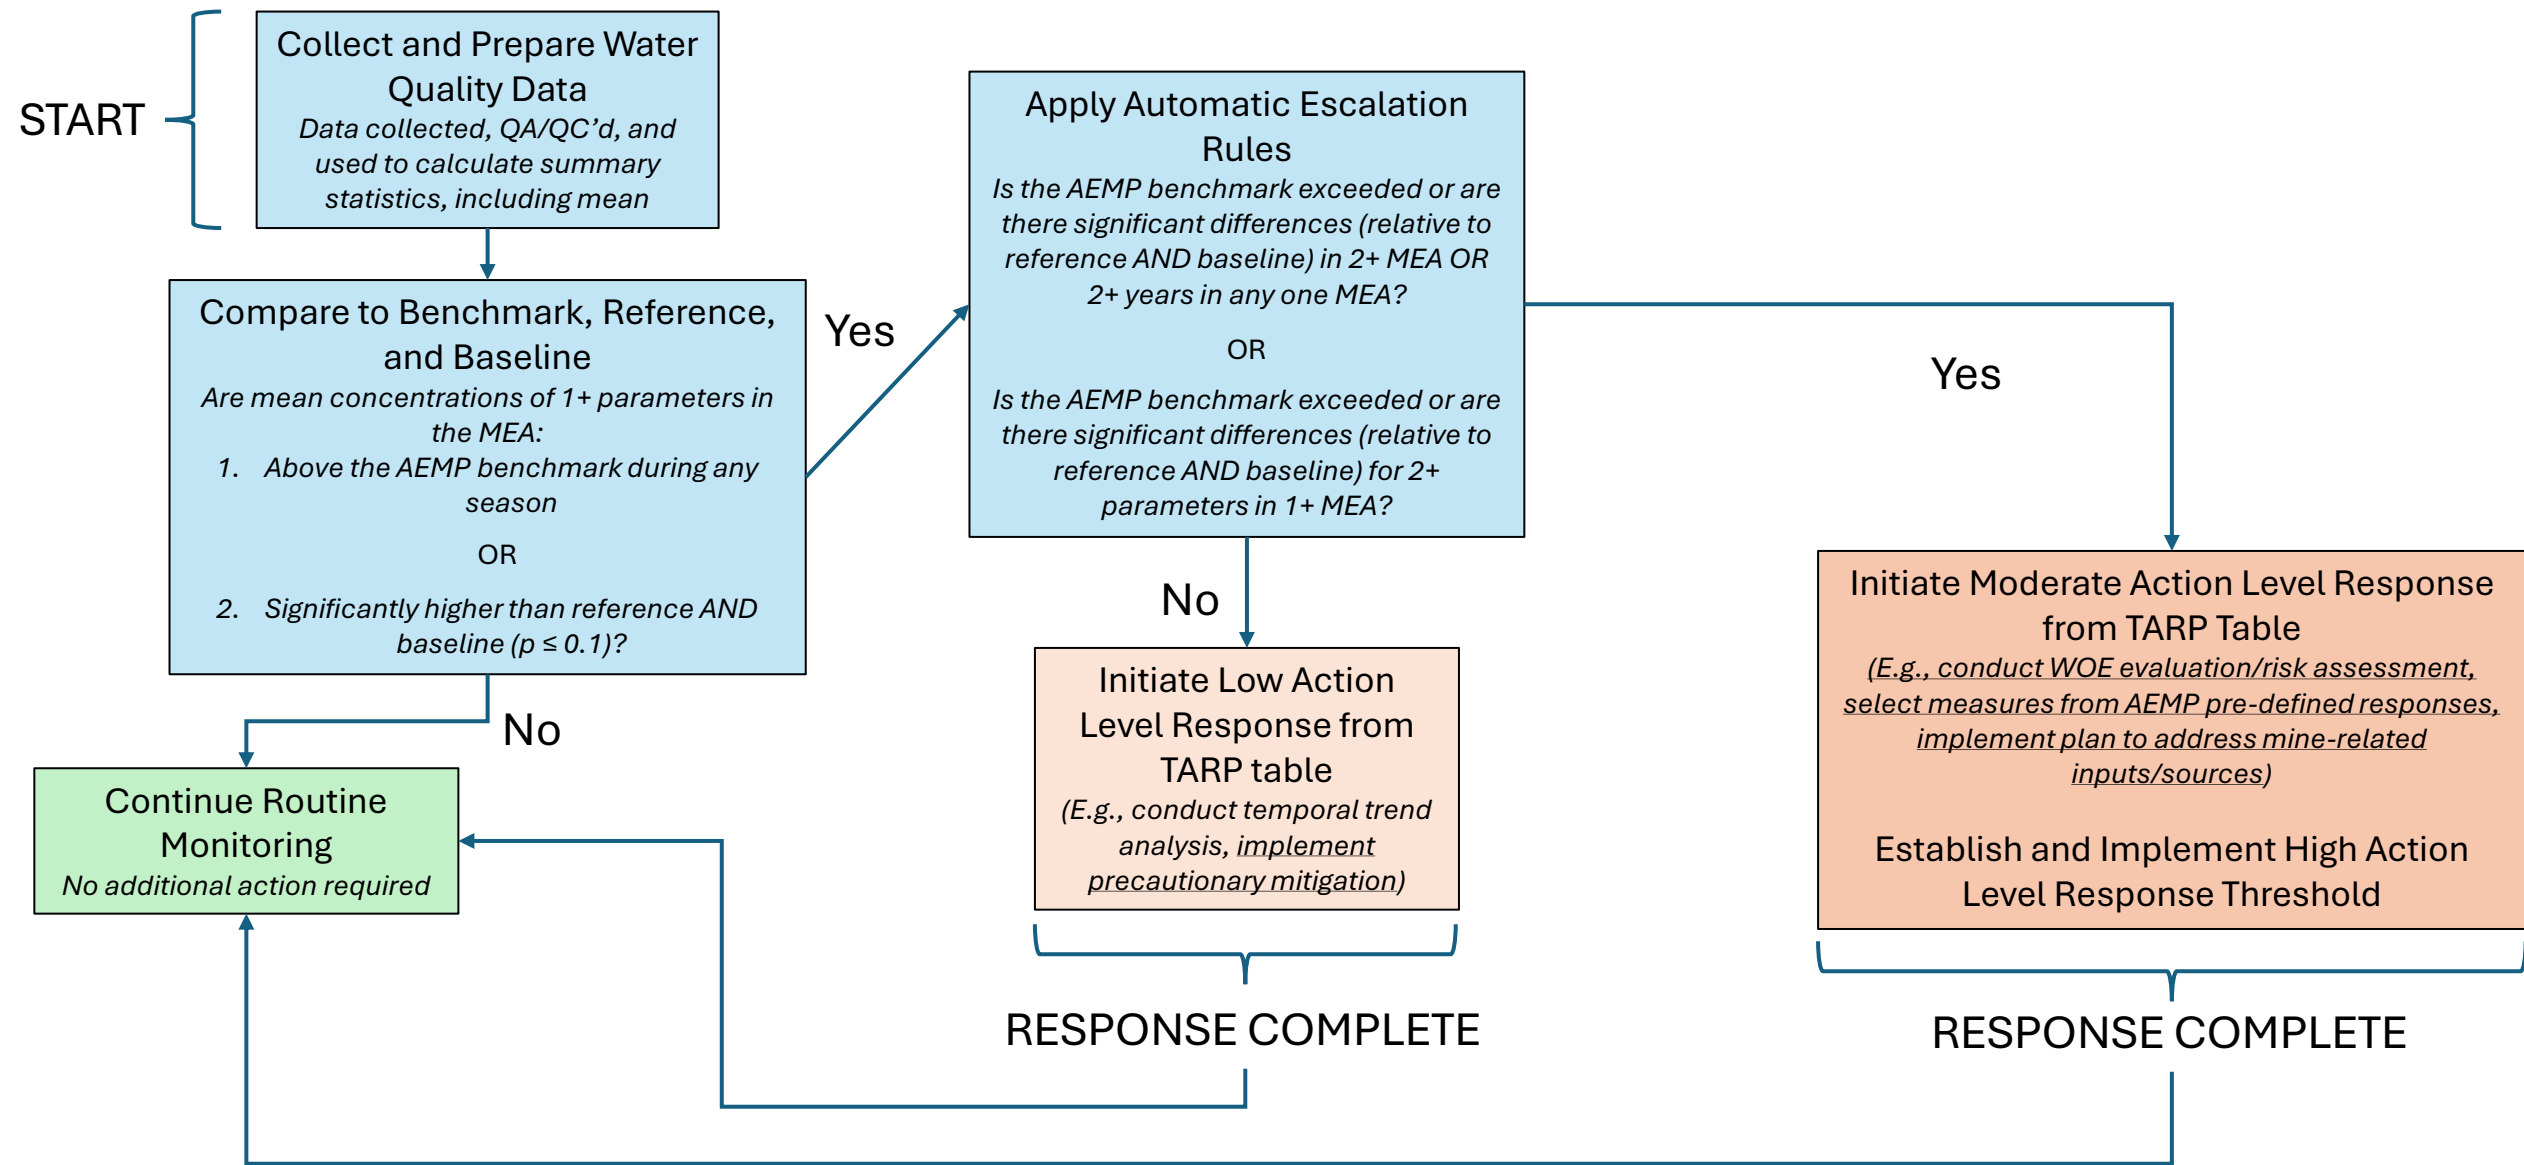 START
Collect and Prepare Water
Quality Data
Data collected, QA/QC’d, and
used to calculate summary
statistics, including mean
Compare to Benchmark, Reference,
and Baseline
Are mean concentrations of 1+ parameters in
the MEA:
1. Above the AEMP benchmark during any
season
OR
2. Significantly higher than reference AND
baseline (p ≤ 0.1)?
Yes
No
Continue Routine
Monitoring
No additional action required
Apply Automatic Escalation
Rules
Is the AEMP benchmark exceeded or are
there significant differences (relative to
reference AND baseline) in 2+ MEA OR
2+ years in any one MEA?
OR
Is the AEMP benchmark exceeded or are
there significant differences (relative to
reference AND baseline) for 2+
parameters in 1+ MEA?
No
Yes
Initiate Low Action
Level Response from
TARP table
(E.g., conduct temporal trend
analysis, implement
precautionary mitigation)
RESPONSE COMPLETE
Initiate Moderate Action Level Response
from TARP Table
(E.g., conduct WOE evaluation/risk assessment,
select measures from AEMP pre-defined responses,
implement plan to address mine-related
inputs/sources)
Establish and Implement High Action
Level Response Threshold
RESPONSE COMPLETE